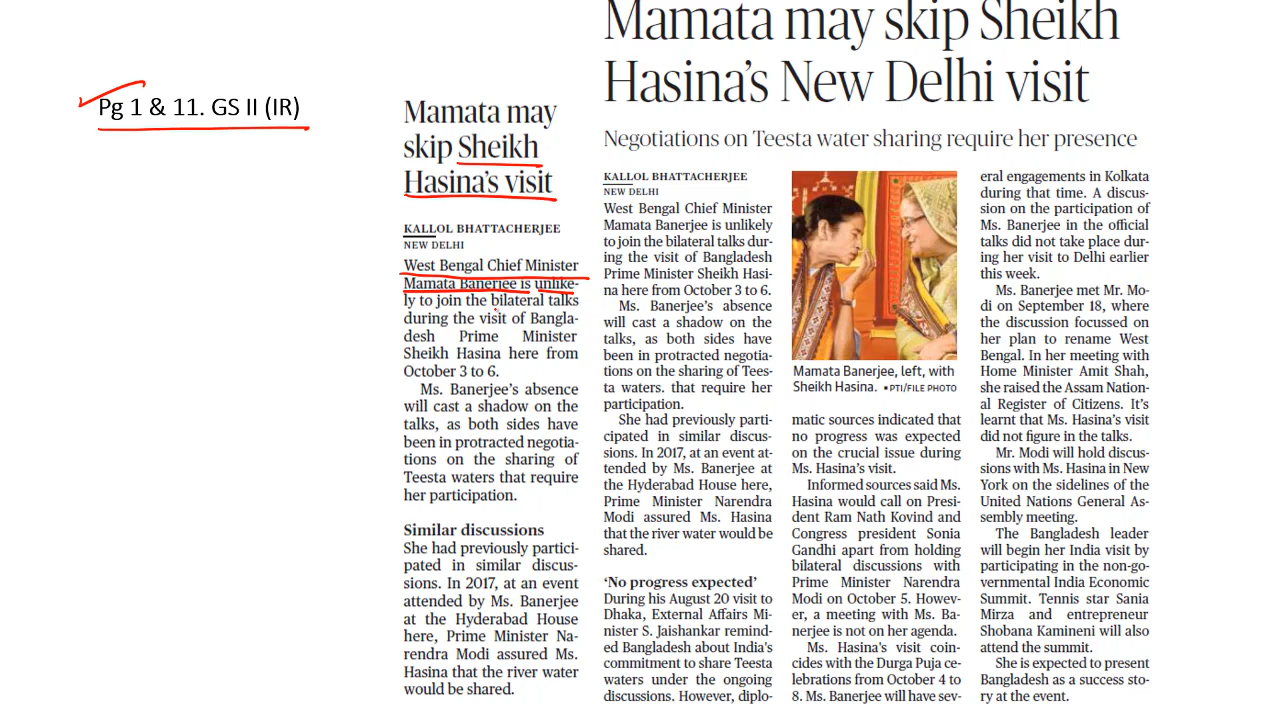 Pg 1 & 11. GS II (IR)
Mamata may
skip Sheikh
Hasina's visit
KALLOL BHATTACHERJEE
NEW DELHI
West Bengal Chief Minister
Mamata Banerjee is unlike-
ly to join the bilateral talks
during the visit of Bangla-
desh Prime Minister
Sheikh Hasina here from
October 3 to 6.
Ms. Banerjee's absence
will cast a shadow on the
talks, as both sides have
been in protracted negotia-
tions on the sharing of
Teesta waters that require
her participation.
Similar discussions
She had previously partici-
pated in similar discus-
sions. In 2017, at an event
attended by Ms. Banerjee
at the Hyderabad House
here, Prime Minister Na-
rendra Modi assured Ms.
Hasina that the river water
would be shared.
Mamata may skip Sheikh
Hasina's New Delhi visit
Negotiations on Teesta water sharing require her presence
KALLOL BHATTACHERJEE
NEW DELHI
West Bengal Chief Minister
Mamata Banerjee is unlikely
to join the bilateral talks dur-
ing the visit of Bangladesh
Prime Minister Sheikh Hasi-
na here from October 3 to 6.
Ms. Banerjee's absence
will cast a shadow on the
talks, as both sides have
been in protracted negotia-
tions on the sharing of Tees-
ta waters. that require her
participation.
She had previously parti-
cipated in similar discus-
sions. In 2017, at an event at-
tended by Ms. Banerjee at
the Hyderabad House here,
Prime Minister Narendra
Modi assured Ms. Hasina
that the river water would be
shared.
'No progress expected'
During his August 20 visit to
Dhaka, External Affairs Mi-
nister S. Jaishankar remind-
ed Bangladesh about India's
commitment to share Teesta
waters under the ongoing
discussions. However, diplo-
Mamata Banerjee, left, with
Sheikh Hasina. ▪PTI/FILE PHOTO
matic sources indicated that
no progress was expected
on the crucial issue during
Ms. Hasina's visit.
Informed sources said Ms.
Hasina would call on Presi-
dent Ram Nath Kovind and
Congress president Sonia
Gandhi apart from holding
bilateral discussions with
Prime Minister Narendra
Modi on October 5. Howev-
er, a meeting with Ms. Ba-
nerjee is not on her agenda.
Ms. Hasina's visit coin-
cides with the Durga Puja ce-
lebrations from October 4 to
8. Ms. Banerjee will have sev-
eral engagements in Kolkata
during that time. A discus-
sion on the participation of
Ms. Banerjee in the official
talks did not take place dur-
ing her visit to Delhi earlier
this week.
Ms. Banerjee met Mr. Mo-
di on September 18, where
the discussion focussed on
her plan to rename West
Bengal. In her meeting with
Home Minister Amit Shah,
she raised the Assam Nation-
al Register of Citizens. It's
learnt that Ms. Hasina's visit
did not figure in the talks.
Mr. Modi will hold discus-
sions with Ms. Hasina in New
York on the sidelines of the
United Nations General As-
sembly meeting.
The Bangladesh leader
will begin her India visit by
participating in the non-go-
vernmental India Economic
Summit. Tennis star Sania
Mirza and entrepreneur
Shobana Kamineni will also
attend the summit.
She is expected to present
Bangladesh as a success sto-
ry at the event.